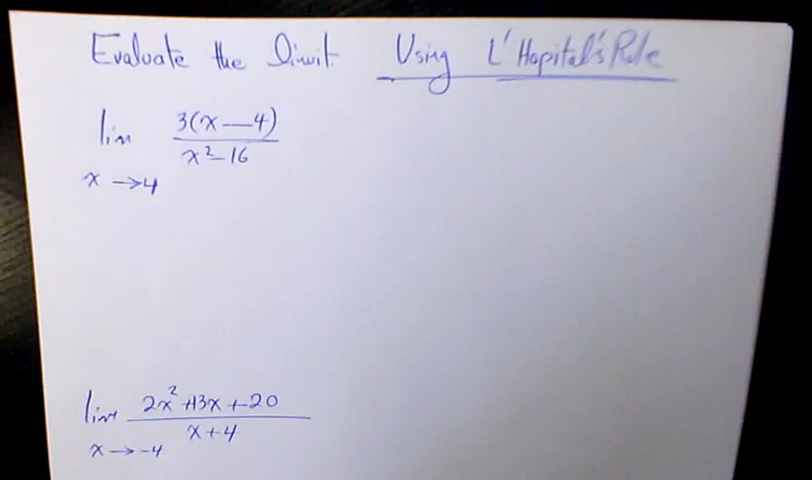 Evaluate the limit. Using L'Hopital's Rule
lim 3(x-4)
x²-16
x→4
lim 2x²+13x+20
x+4
x→-4